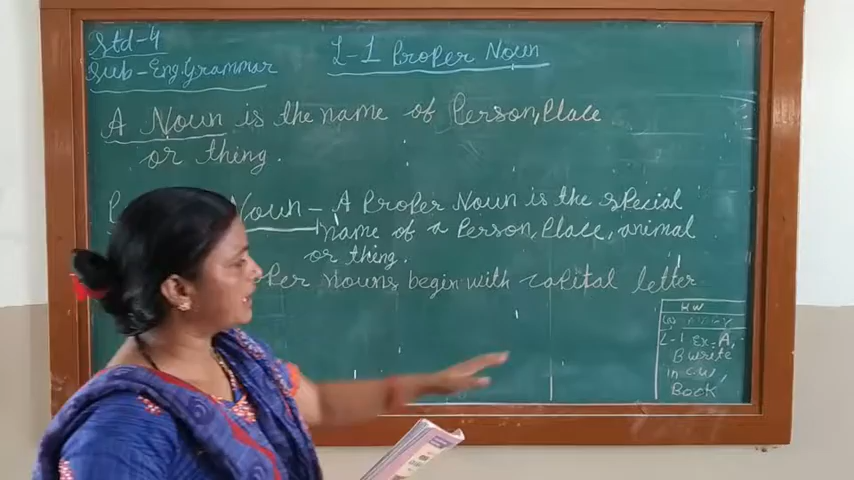 Std-4
Sub-Eng.Grammar
L-1 Proper Noun
A Noun is the name of Person, Place
or thing.
Noun - A Proper Noun is the special
name of a Person, Place, animal
or thing.
nouns begin with capital letter
HW
L-1 Ex-A,
B write
in C.W,
Book